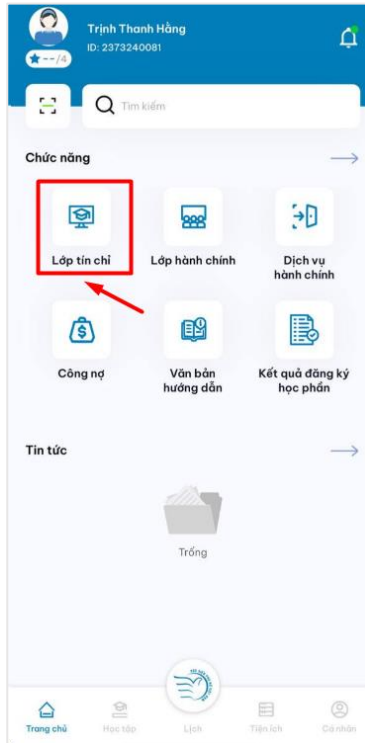 Trịnh Thanh Hằng
ID: 2373240081
--/4
Tìm kiếm
Chức năng
Lớp tín chỉ
Lớp hành chính
Dịch vụ
hành chính
Công nợ
Văn bản
hướng dẫn
Kết quả đăng ký
học phần
Tin tức
Trống
Trang chủ
Học tập
Lịch
Tiện ích
Cá nhân